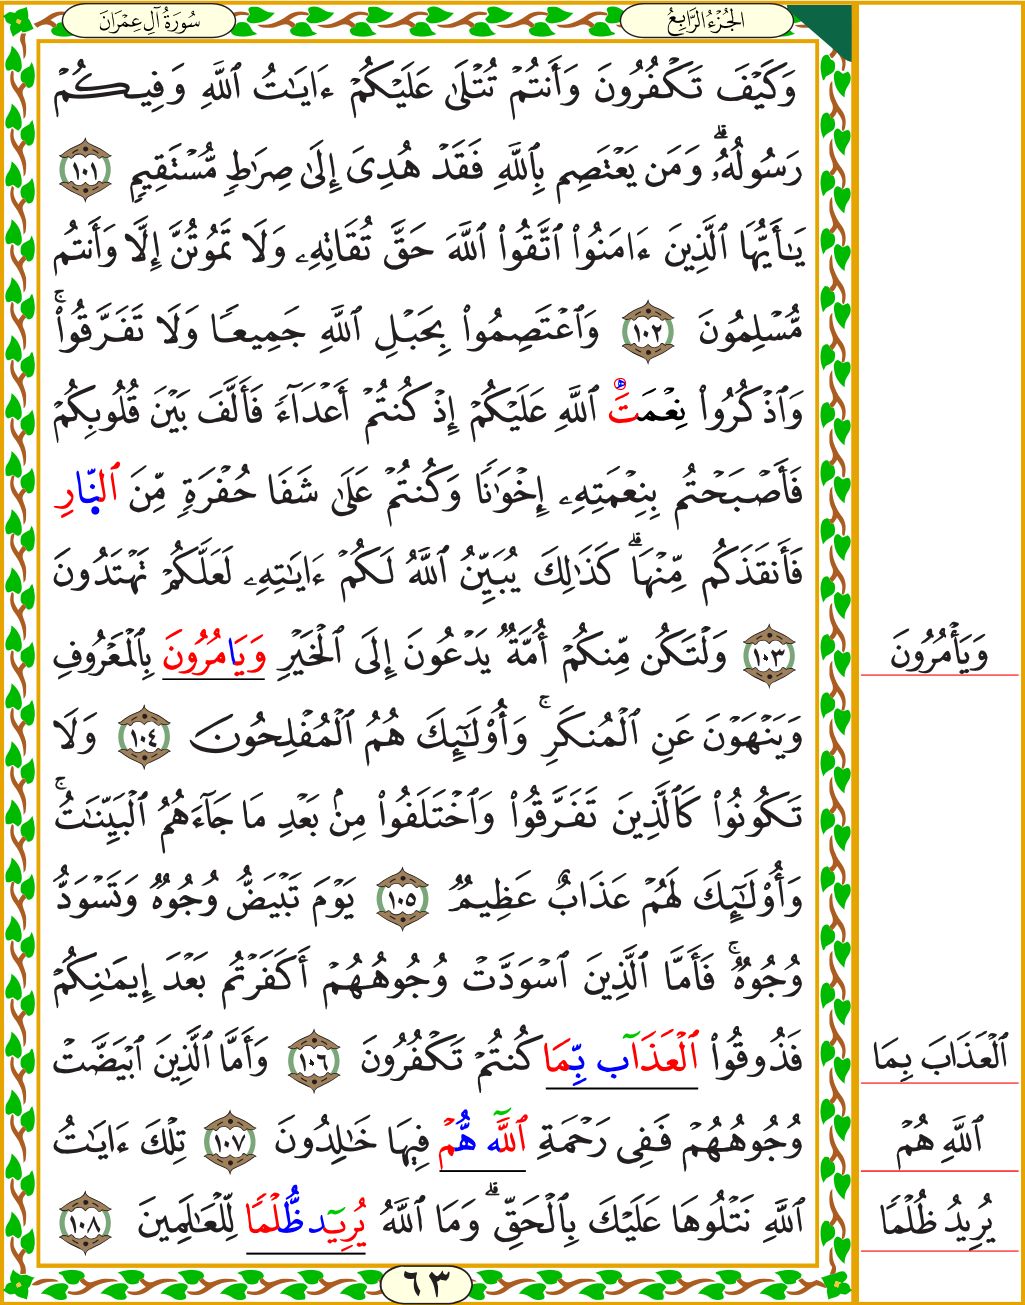 سُورَةُ آلِ عِمْرَانَ
الجُزْءُ الرَّابِعُ
وَكَيْفَ تَكْفُرُونَ وَأَنتُمْ تُتْلَىٰ عَلَيْكُمْ ءَايَـٰتُ ٱللَّهِ وَفِيكُمْ
رَسُولُهُۥۗ وَمَن يَعْتَصِم بِٱللَّهِ فَقَدْ هُدِىَ إِلَىٰ صِرَٰطٍ مُّسْتَقِيمٍ ١٠١
يَـٰٓأَيُّهَا ٱلَّذِينَ ءَامَنُوا۟ ٱتَّقُوا۟ ٱللَّهَ حَقَّ تُقَاتِهِۦ وَلَا تَمُوتُنَّ إِلَّا وَأَنتُم
مُّسْلِمُونَ ١٠٢ وَٱعْتَصِمُوا۟ بِحَبْلِ ٱللَّهِ جَمِيعًا وَلَا تَفَرَّقُوا۟ۚ
وَٱذْكُرُوا۟ نِعْمَتَ ٱللَّهِ عَلَيْكُمْ إِذْ كُنتُمْ أَعْدَآءً فَأَلَّفَ بَيْنَ قُلُوبِكُمْ
فَأَصْبَحْتُم بِنِعْمَتِهِۦٓ إِخْوَٰنًا وَكُنتُمْ عَلَىٰ شَفَا حُفْرَةٍ مِّنَ ٱلنَّارِ
فَأَنقَذَكُم مِّنْهَاۗ كَذَٰلِكَ يُبَيِّنُ ٱللَّهُ لَكُمْ ءَايَـٰتِهِۦ لَعَلَّكُمْ تَهْتَدُونَ
١٠٣ وَلْتَكُن مِّنكُمْ أُمَّةٌ يَدْعُونَ إِلَى ٱلْخَيْرِ وَيَامُرُونَ بِٱلْمَعْرُوفِ
وَيَأْمُرُونَ
وَيَنْهَوْنَ عَنِ ٱلْمُنكَرِۚ وَأُو۟لَـٰٓئِكَ هُمُ ٱلْمُفْلِحُونَ ١٠٤ وَلَا
تَكُونُوا۟ كَٱلَّذِينَ تَفَرَّقُوا۟ وَٱخْتَلَفُوا۟ مِنۢ بَعْدِ مَا جَآءَهُمُ ٱلْبَيِّنَـٰتُۚ
وَأُو۟لَـٰٓئِكَ لَهُمْ عَذَابٌ عَظِيمٌ ١٠٥ يَوْمَ تَبْيَضُّ وُجُوهٌ وَتَسْوَدُّ
وُجُوهٌۚ فَأَمَّا ٱلَّذِينَ ٱسْوَدَّتْ وُجُوهُهُمْ أَكَفَرْتُم بَعْدَ إِيمَـٰنِكُمْ
فَذُوقُوا۟ ٱلْعَذَآب بِّمَا كُنتُمْ تَكْفُرُونَ ١٠٦ وَأَمَّا ٱلَّذِينَ ٱبْيَضَّتْ
ٱلْعَذَابَ بِمَا
وُجُوهُهُمْ فَفِى رَحْمَةِ ٱللَّٓه هُّمْ فِيهَا خَـٰلِدُونَ ١٠٧ تِلْكَ ءَايَـٰتُ
ٱللَّهِ هُمْ
ٱللَّهِ نَتْلُوهَا عَلَيْكَ بِٱلْحَقِّۗ وَمَا ٱللَّهُ يُرِيٓد ظُّلْمًا لِّلْعَـٰلَمِينَ ١٠٨
يُرِيدُ ظُلْمًا
٦٣